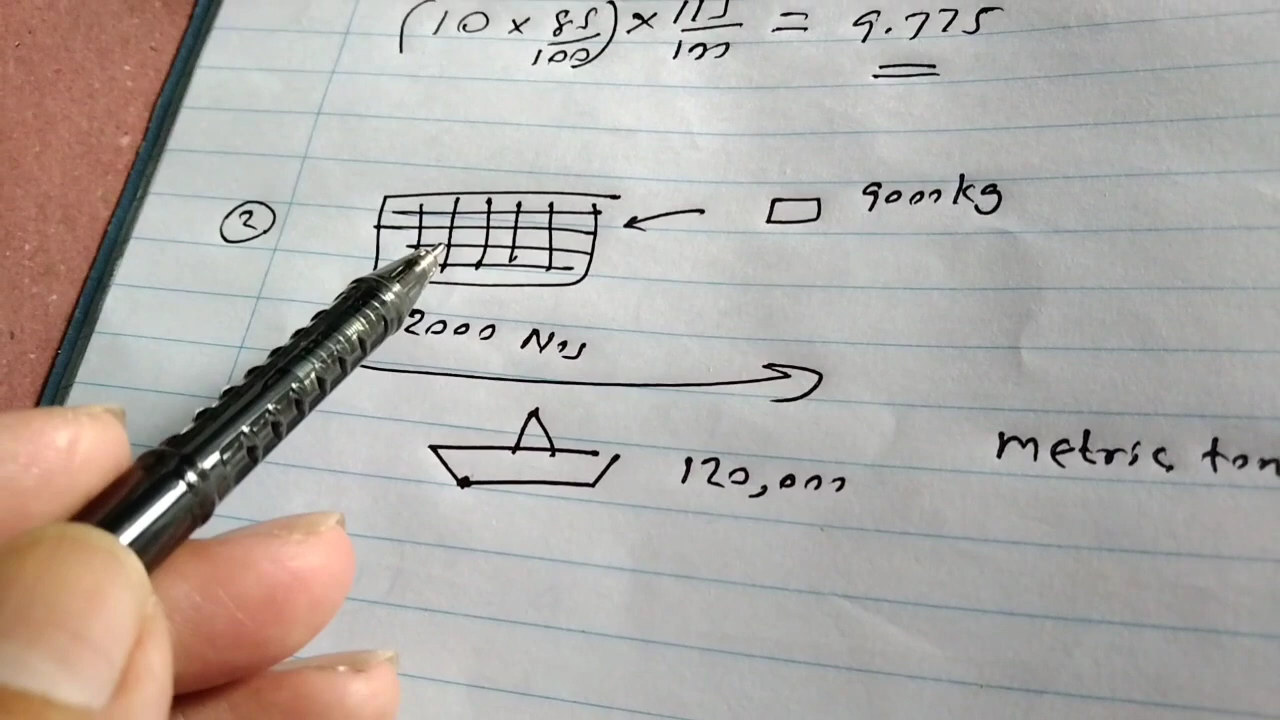 (10 × 85/100) × 115/100 = 9.775
② 9000kg
2000 Nos
120,000 metric ton